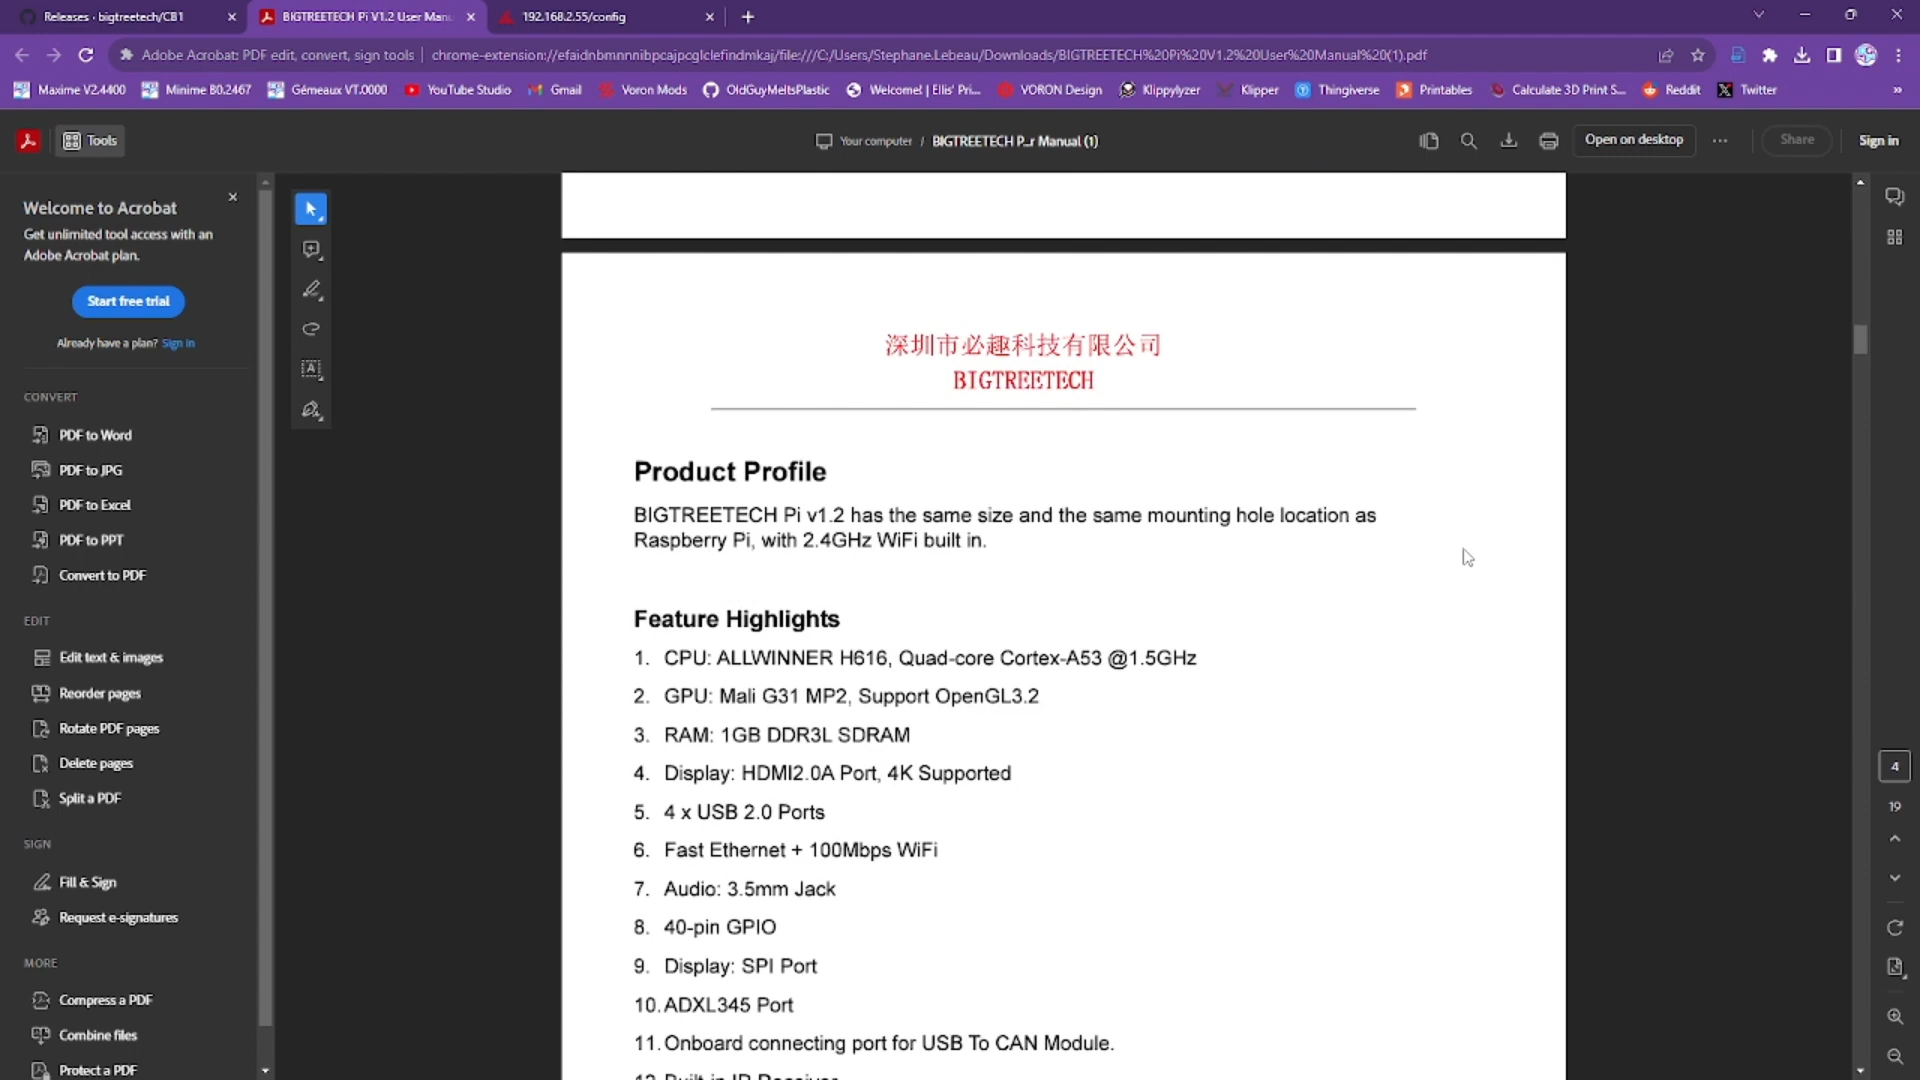 Releases · bigtreetech/CB1
BIGTREETECH Pi V1.2 User Manu
192.168.2.55/config
Adobe Acrobat: PDF edit, convert, sign tools
chrome-extension://efaidnbmnnnibpcajpcglclefindmkaj/file:///C:/Users/Stephane.Lebeau/Downloads/BIGTREETECH%20Pi%20V1.2%20User%20Manual%20(1).pdf
Maxime V2.4400
Minime B0.2467
Gémeaux VT.0000
YouTube Studio
Gmail
Voron Mods
OldGuyMeltsPlastic
Welcome! | Ellis' Pri...
VORON Design
Klippylyzer
Klipper
Thingiverse
Printables
Calculate 3D Print S...
Reddit
Twitter
»
Tools
Your computer / BIGTREETECH P...r Manual (1)
Open on desktop
Share
Sign in
Welcome to Acrobat
Get unlimited tool access with an
Adobe Acrobat plan.
Start free trial
Already have a plan? Sign in
CONVERT
PDF to Word
PDF to JPG
PDF to Excel
PDF to PPT
Convert to PDF
EDIT
Edit text & images
Reorder pages
Rotate PDF pages
Delete pages
Split a PDF
SIGN
Fill & Sign
Request e-signatures
MORE
Compress a PDF
Combine files
Protect a PDF
深圳市必趣科技有限公司
BIGTREETECH
Product Profile
BIGTREETECH Pi v1.2 has the same size and the same mounting hole location as
Raspberry Pi, with 2.4GHz WiFi built in.
Feature Highlights
1. CPU: ALLWINNER H616, Quad-core Cortex-A53 @1.5GHz
2. GPU: Mali G31 MP2, Support OpenGL3.2
3. RAM: 1GB DDR3L SDRAM
4. Display: HDMI2.0A Port, 4K Supported
5. 4 x USB 2.0 Ports
6. Fast Ethernet + 100Mbps WiFi
7. Audio: 3.5mm Jack
8. 40-pin GPIO
9. Display: SPI Port
10. ADXL345 Port
11. Onboard connecting port for USB To CAN Module.
12. Built-in IR Receiver
4
19